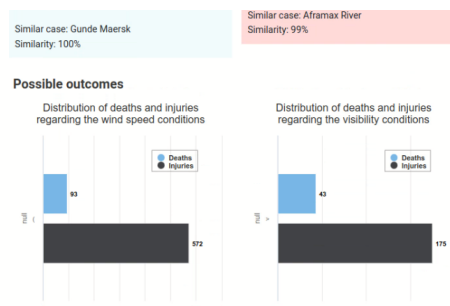 Similar case: Gunde Maersk
Similarity: 100%
Similar case: Aframax River
Similarity: 99%
Possible outcomes
Distribution of deaths and injuries
regarding the wind speed conditions
Deaths
Injuries
93
572
null
Distribution of deaths and injuries
regarding the visibility conditions
Deaths
Injuries
43
175
null